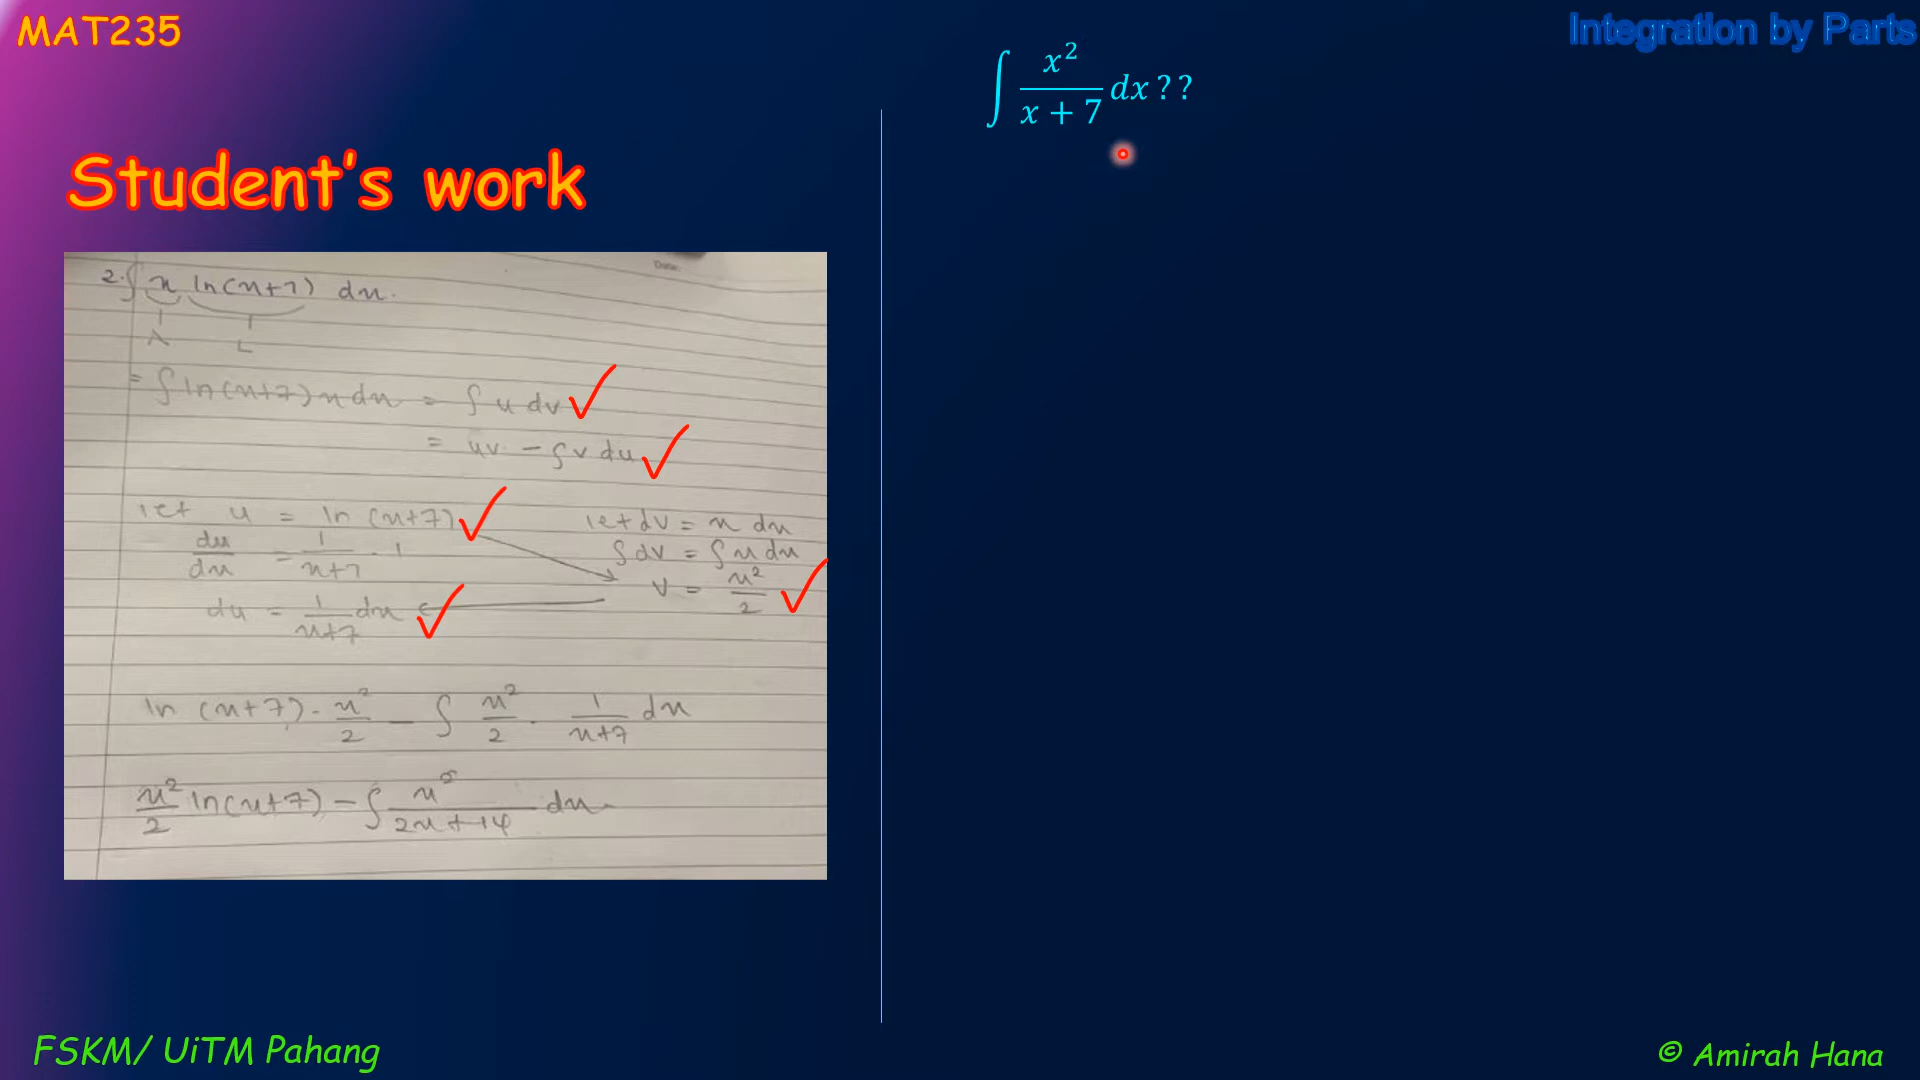 MAT235
Integration by Parts
∫ x²/(x + 7) dx ? ?
Student's work
2. ∫ x ln(x+7) dx.
A L
= ∫ ln(x+7) x dx = ∫ u dv
= uv - ∫ v du
let u = ln (x+7)
du/dx = 1/(x+7) · 1
du = 1/(x+7) dx
let dv = x dx
∫ dv = ∫ x dx
v = x²/2
ln (x+7) · x²/2 - ∫ x²/2 · 1/(x+7) dx
x²/2 ln(x+7) - ∫ x²/(2x+14) dx
FSKM/ UiTM Pahang
© Amirah Hana